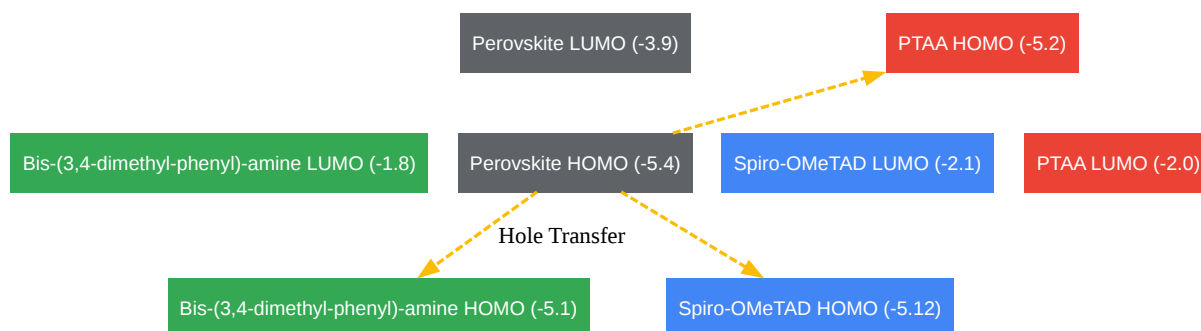 Perovskite LUMO (-3.9)
PTAA HOMO (-5.2)
Bis-(3,4-dimethyl-phenyl)-amine LUMO (-1.8)
Perovskite HOMO (-5.4)
Spiro-OMeTAD LUMO (-2.1)
PTAA LUMO (-2.0)
Hole Transfer
Bis-(3,4-dimethyl-phenyl)-amine HOMO (-5.1)
Spiro-OMeTAD HOMO (-5.12)